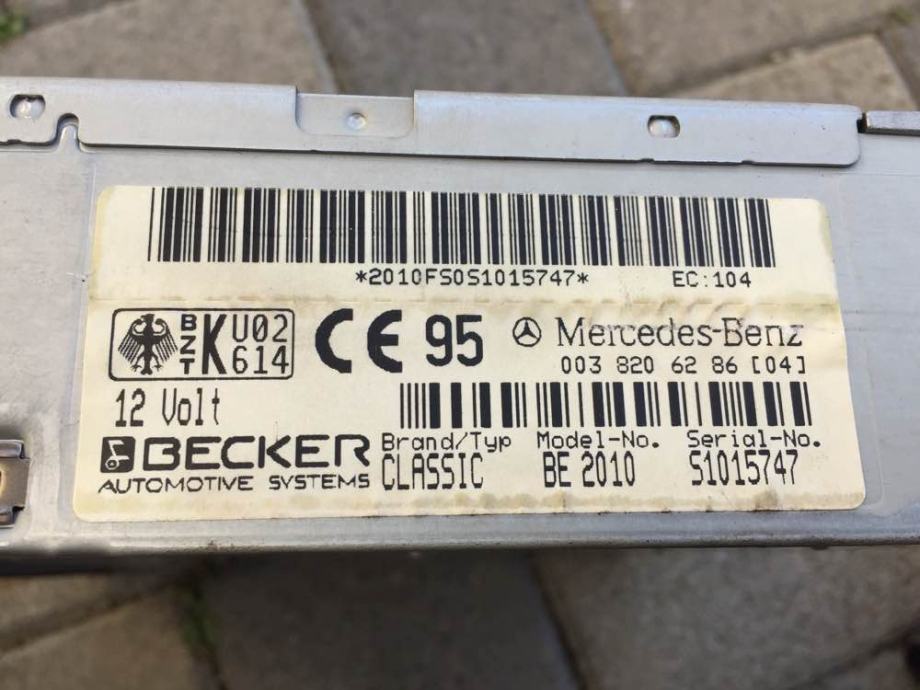 *2010FS0S1015747*
EC:104
BZT K U02 614
CE 95
Mercedes-Benz
003 820 62 86 [04]
12 Volt
BECKER
AUTOMOTIVE SYSTEMS
Brand/Typ Model-No. Serial-No.
CLASSIC BE 2010 S1015747